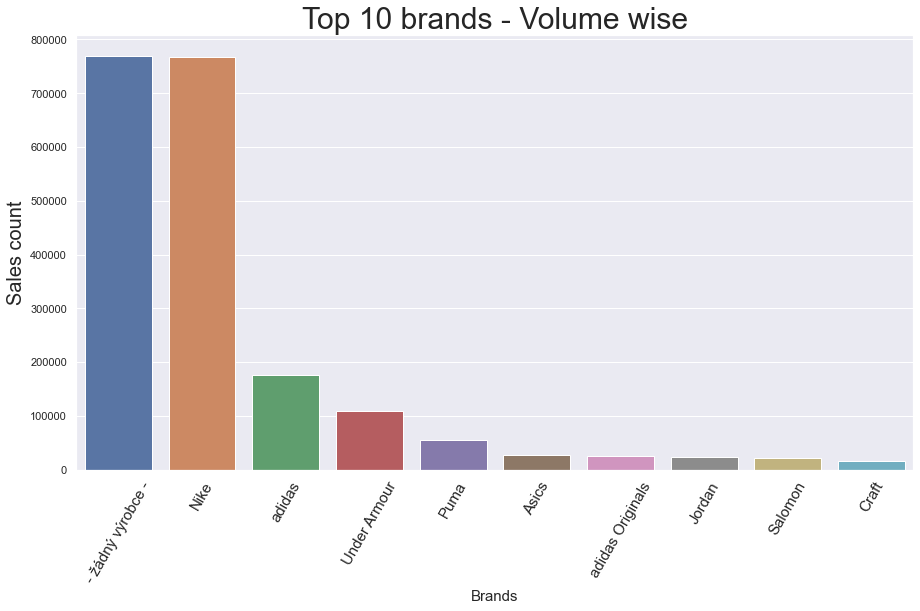 Top 10 brands - Volume wise
Sales count
800000
700000
600000
500000
400000
300000
200000
100000
0
- žádný výrobce -
Nike
adidas
Under Armour
Puma
Asics
adidas Originals
Jordan
Salomon
Craft
Brands